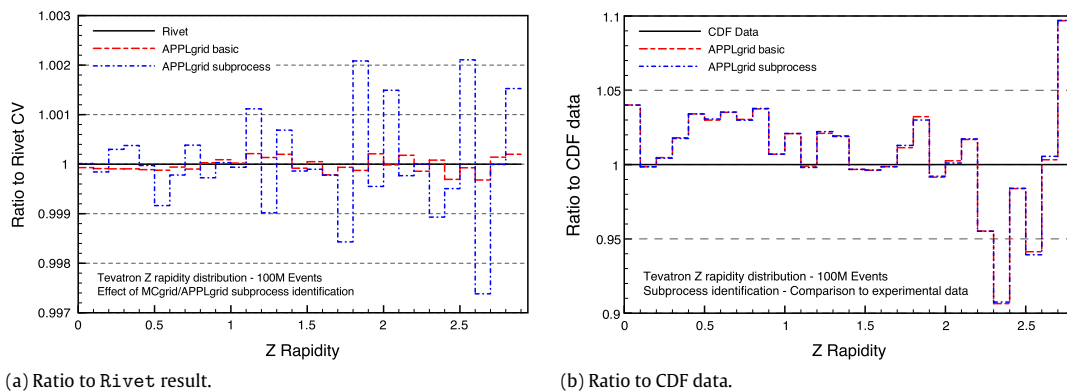 1.003
1.002
1.001
1
0.999
0.998
0.997
Ratio to Rivet CV
Rivet
APPLgrid basic
APPLgrid subprocess
Tevatron Z rapidity distribution - 100M Events
Effect of MCgrid/APPLgrid subprocess identification
0 0.5 1 1.5 2 2.5
Z Rapidity
(a) Ratio to Rivet result.
1.1
1.05
1
0.95
0.9
Ratio to CDF data
CDF Data
APPLgrid basic
APPLgrid subprocess
Tevatron Z rapidity distribution - 100M Events
Subprocess identification - Comparison to experimental data
0 0.5 1 1.5 2 2.5
Z Rapidity
(b) Ratio to CDF data.